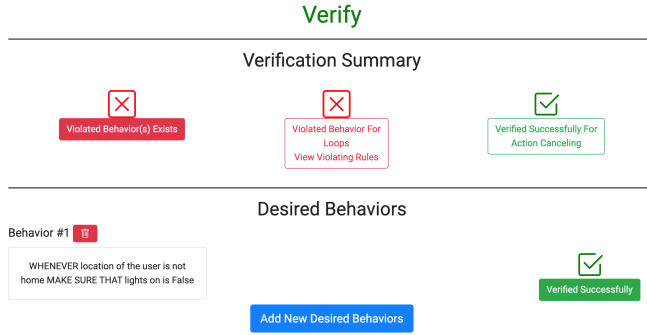 Verify
Verification Summary
Violated Behavior(s) Exists
Violated Behavior For
Loops
View Violating Rules
Verified Successfully For
Action Canceling
Desired Behaviors
Behavior #1
WHENEVER location of the user is not
home MAKE SURE THAT lights on is False
Verified Successfully
Add New Desired Behaviors